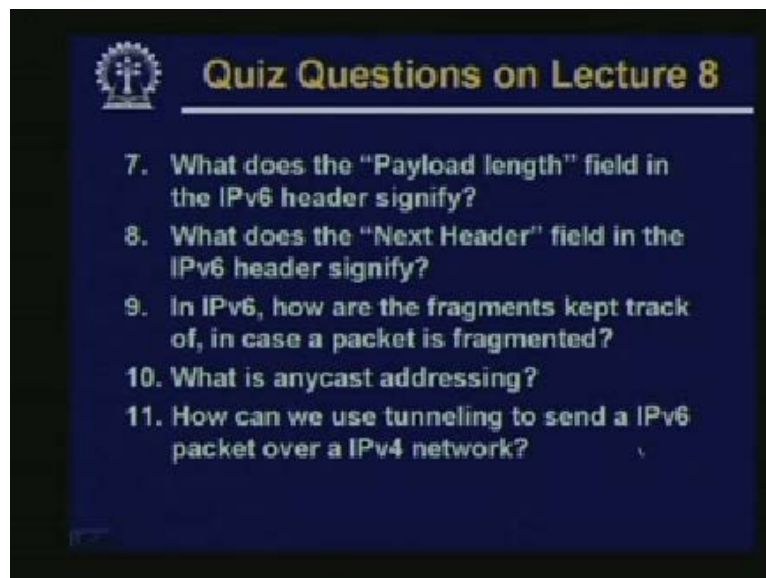 Quiz Questions on Lecture 8
7. What does the “Payload length” field in
the IPv6 header signify?
8. What does the “Next Header” field in the
IPv6 header signify?
9. In IPv6, how are the fragments kept track
of, in case a packet is fragmented?
10. What is anycast addressing?
11. How can we use tunneling to send a IPv6
packet over a IPv4 network?